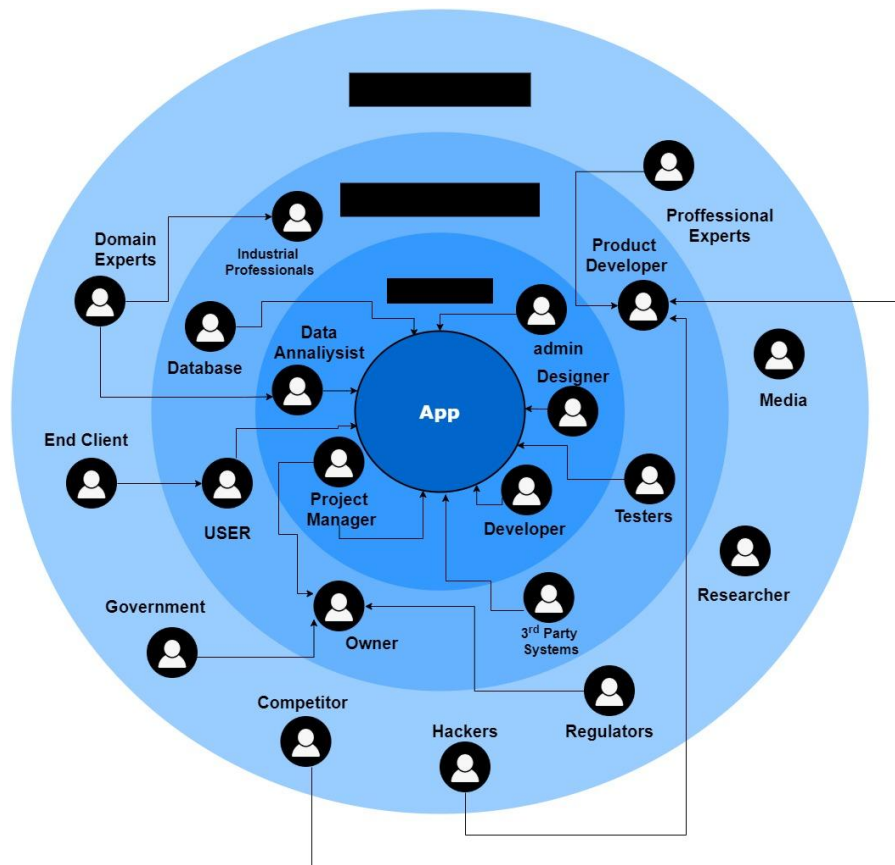 Proffessional
Experts
Domain
Experts
Industrial
Professionals
Product
Developer
Database
Data
Annaliysist
admin
Designer
App
Media
End Client
USER
Project
Manager
Developer
Testers
Government
Owner
3rd Party
Systems
Researcher
Competitor
Hackers
Regulators